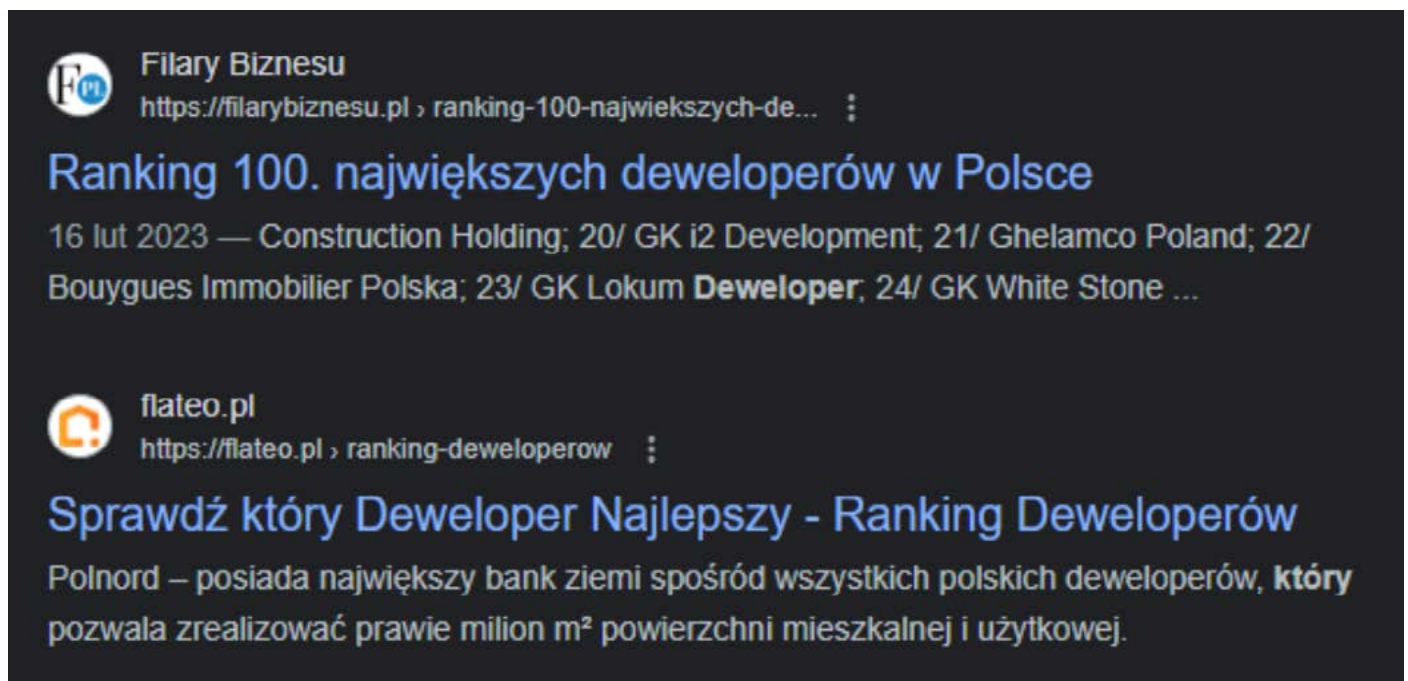 F PL
Filary Biznesu
https://filarybiznesu.pl › ranking-100-najwiekszych-de...
Ranking 100. największych deweloperów w Polsce
16 lut 2023 — Construction Holding; 20/ GK i2 Development; 21/ Ghelamco Poland; 22/
Bouygues Immobilier Polska; 23/ GK Lokum Deweloper; 24/ GK White Stone ...
flateo.pl
https://flateo.pl › ranking-deweloperow
Sprawdź który Deweloper Najlepszy - Ranking Deweloperów
Polnord – posiada największy bank ziemi spośród wszystkich polskich deweloperów, który
pozwala zrealizować prawie milion m² powierzchni mieszkalnej i użytkowej.